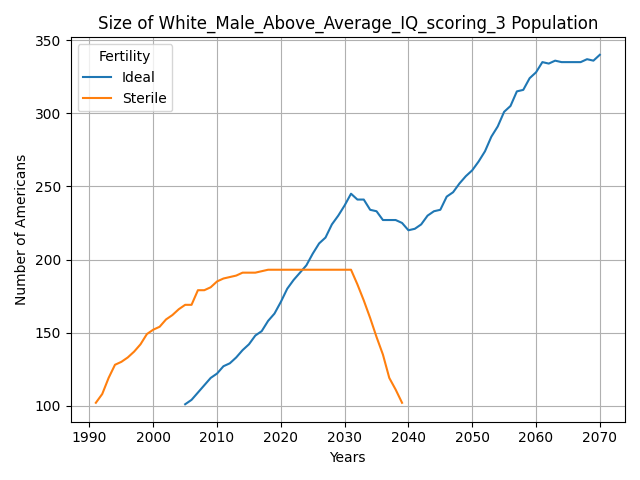 Size of White_Male_Above_Average_IQ_scoring_3 Population
350
300
250
200
150
100
Number of Americans
Fertility
Ideal
Sterile
1990 2000 2010 2020 2030 2040 2050 2060 2070
Years